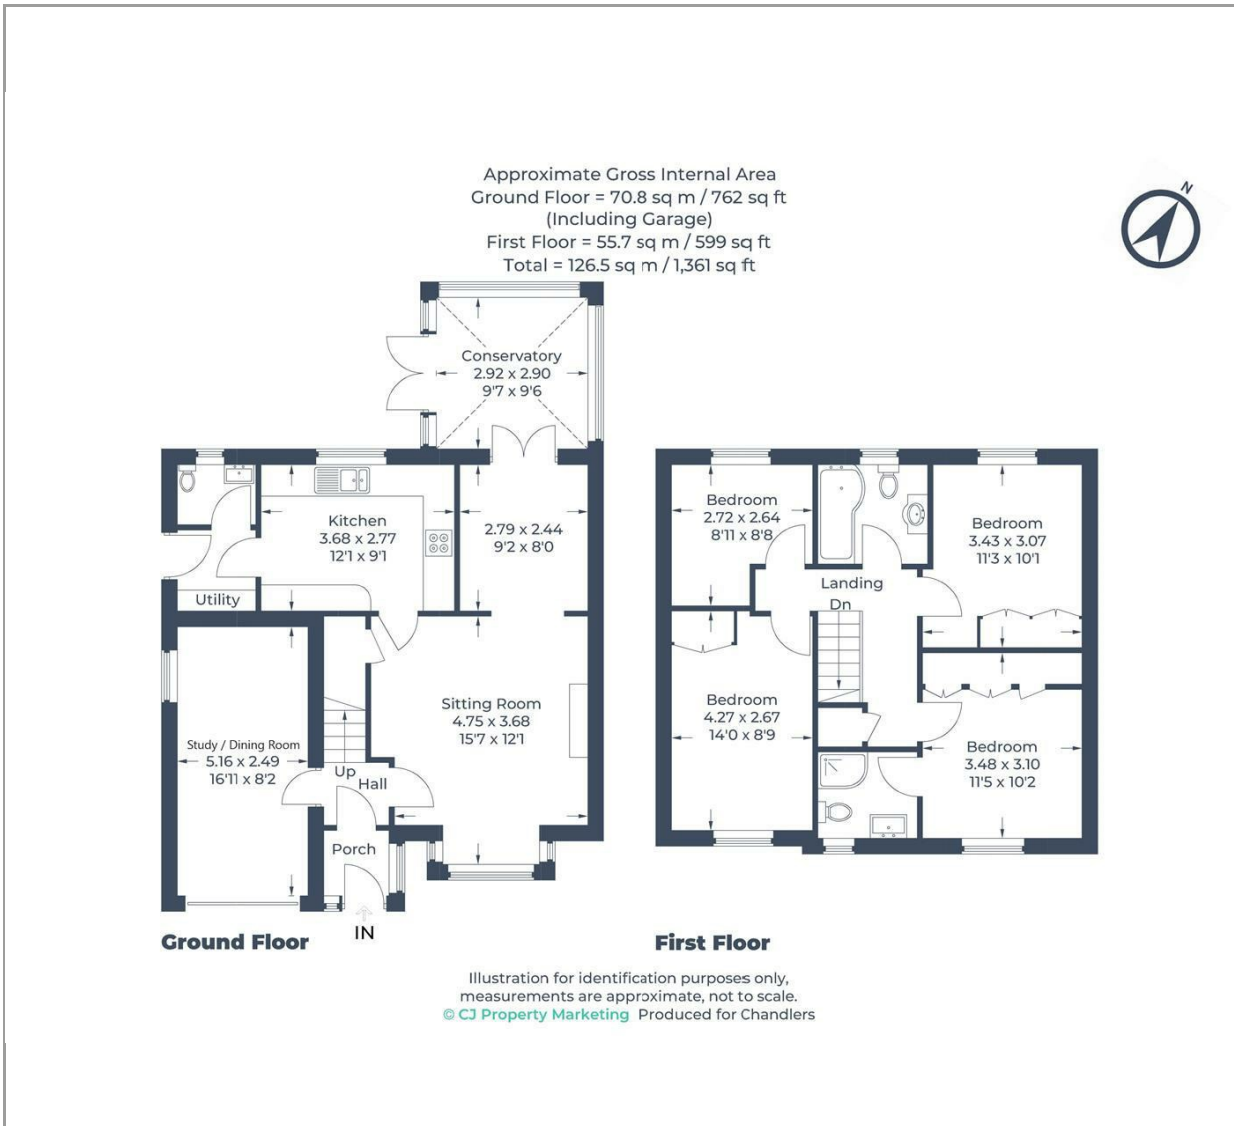 Approximate Gross Internal Area
Ground Floor = 70.8 sq m / 762 sq ft
(Including Garage)
First Floor = 55.7 sq m / 599 sq ft
Total = 126.5 sq m / 1,361 sq ft
N
Conservatory
2.92 x 2.90
9'7 x 9'6
Kitchen
3.68 x 2.77
12'1 x 9'1
2.79 x 2.44
9'2 x 8'0
Utility
Sitting Room
4.75 x 3.68
15'7 x 12'1
Study / Dining Room
5.16 x 2.49
16'11 x 8'2
Up
Hall
Porch
IN
Ground Floor
Bedroom
2.72 x 2.64
8'11 x 8'8
Bedroom
3.43 x 3.07
11'3 x 10'1
Landing
Dn
Bedroom
4.27 x 2.67
14'0 x 8'9
Bedroom
3.48 x 3.10
11'5 x 10'2
First Floor
Illustration for identification purposes only,
measurements are approximate, not to scale.
© CJ Property Marketing Produced for Chandlers